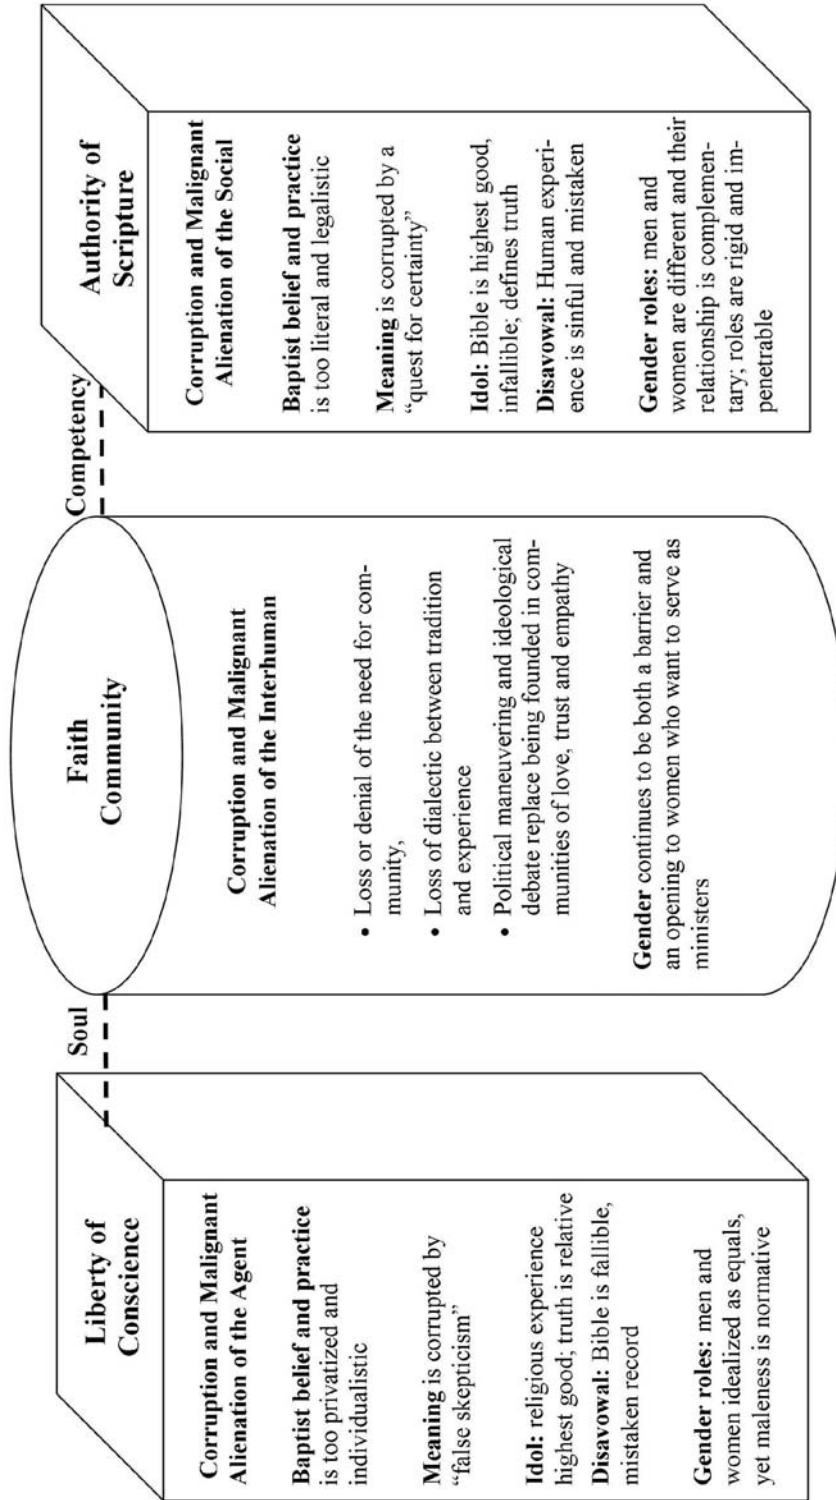 Liberty of
Conscience
Corruption and Malignant
Alienation of the Agent
Baptist belief and practice
is too privatized and
individualistic
Meaning is corrupted by
“false skepticism”
Idol: religious experience
highest good; truth is relative
Disavowal: Bible is fallible,
mistaken record
Gender roles: men and
women idealized as equals,
yet maleness is normative
Soul
Faith
Community
Corruption and Malignant
Alienation of the Interhuman
• Loss or denial of the need for com-
munity,
• Loss of dialectic between tradition
and experience
• Political maneuvering and ideological
debate replace being founded in com-
munities of love, trust and empathy
Gender continues to be both a barrier and
an opening to women who want to serve as
ministers
Competency
Authority of
Scripture
Corruption and Malignant
Alienation of the Social
Baptist belief and practice
is too literal and legalistic
Meaning is corrupted by a
“quest for certainty”
Idol: Bible is highest good,
infallible; defines truth
Disavowal: Human experi-
ence is sinful and mistaken
Gender roles: men and
women are different and their
relationship is complemen-
tary; roles are rigid and im-
penetrable